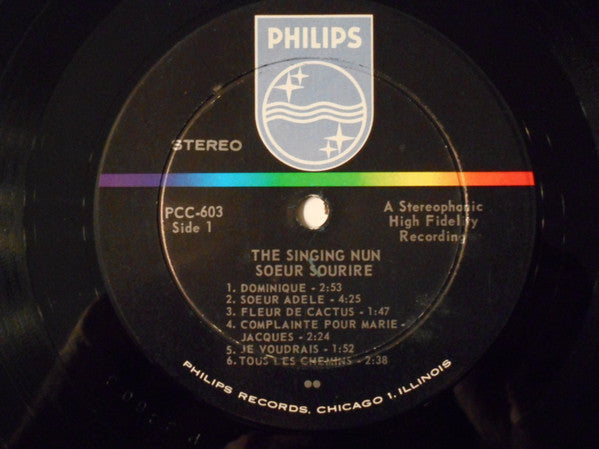 PHILIPS
STEREO
PCC-603
Side 1
A Stereophonic
High Fidelity
Recording
THE SINGING NUN
SOEUR SOURIRE
1. DOMINIQUE - 2:53
2. SOEUR ADELE - 4:25
3. FLEUR DE CACTUS - 1:47
4. COMPLAINTE POUR MARIE-
JACQUES - 2:24
5. JE VOUDRAIS - 1:52
6. TOUS LES CHEMINS - 2:38
PHILIPS RECORDS, CHICAGO 1, ILLINOIS